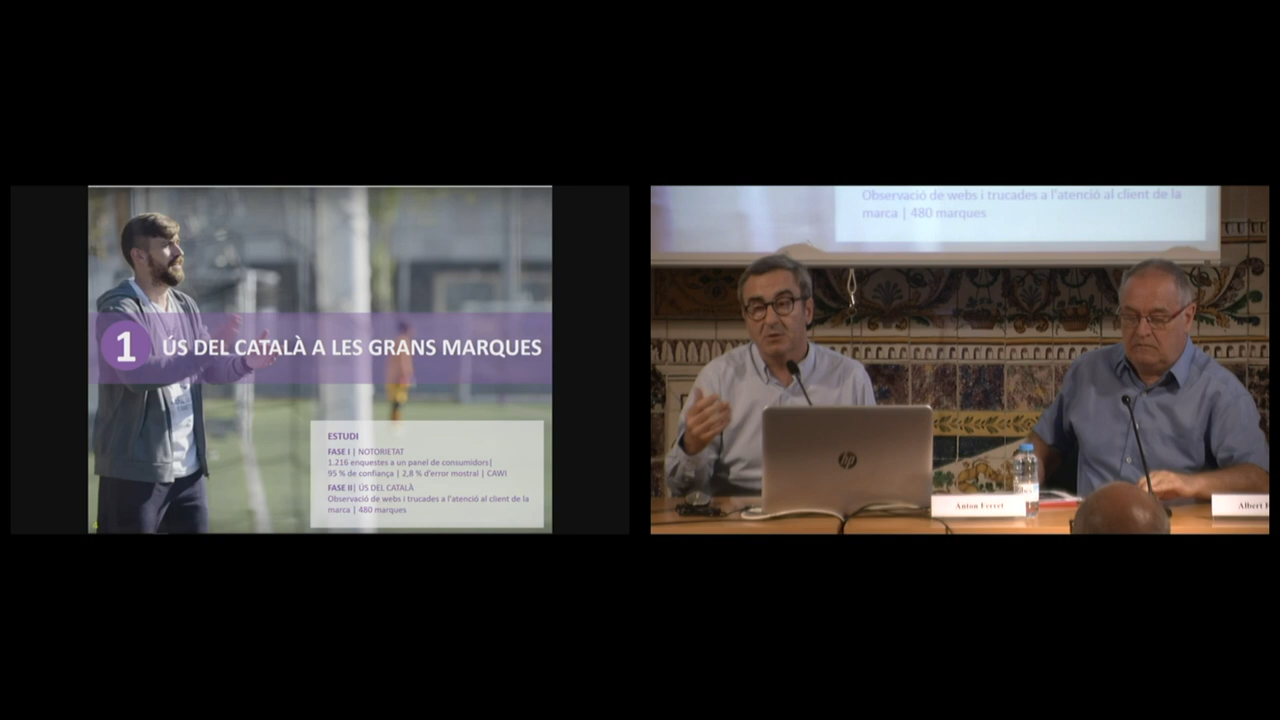 1
ÚS DEL CATALÀ A LES GRANS MARQUES
ESTUDI
FASE I | NOTORIETAT
1.216 enquestes a un panel de consumidors|
95 % de confiança | 2,8 % d'error mostral | CAWI
FASE II| ÚS DEL CATALÀ
Observació de webs i trucades a l'atenció al client de la
marca | 480 marques
Observació de webs i trucades a l'atenció al client de la
marca | 480 marques
hp
Anton Ferret
Albert